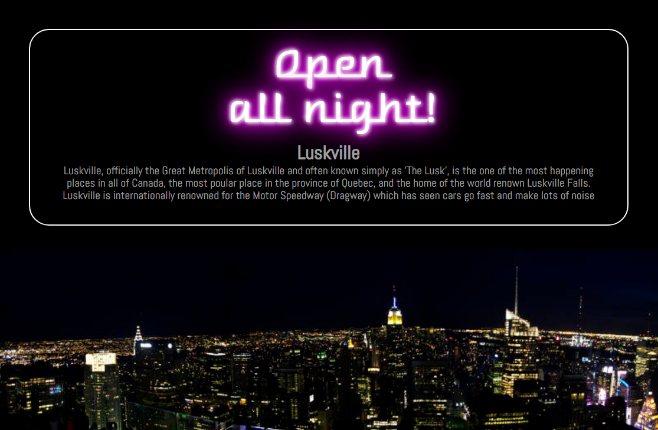 Open
all night!
Luskville
Luskville, officially the Great Metropolis of Luskville and often known simply as 'The Lusk', is the one of the most happening
places in all of Canada, the most poular place in the province of Quebec, and the home of the world renown Luskville Falls.
Luskville is internationally renowned for the Motor Speedway (Dragway) which has seen cars go fast and make lots of noise